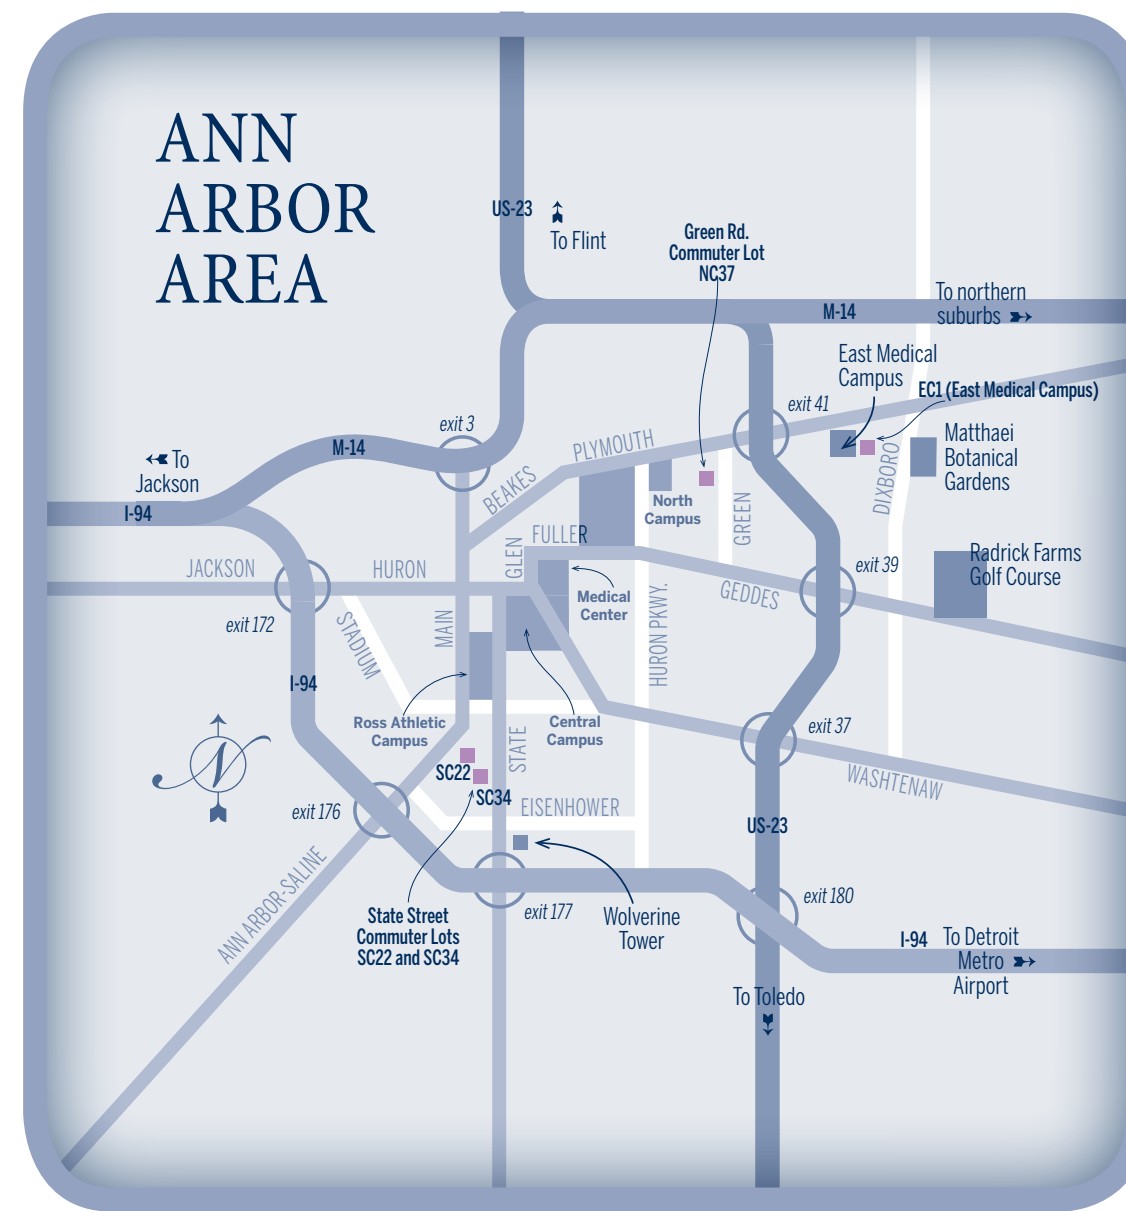 ANN
ARBOR
AREA
US-23
To Flint
Green Rd.
Commuter Lot
NC37
To northern
suburbs
M-14
East Medical
Campus
EC1 (East Medical Campus)
exit 41
exit 3
PLYMOUTH
Matthaei
Botanical
Gardens
M-14
To
Jackson
BEAKES
DIXBORO
North
Campus
GREEN
I-94
FULLER
GLEN
Radrick Farms
Golf Course
JACKSON
HURON
exit 39
Medical
Center
GEDDES
HURON PKWY.
exit 172
STADIUM
MAIN
I-94
Ross Athletic
Campus
Central
Campus
exit 37
STATE
N
SC22
SC34
WASHTENAW
exit 176
EISENHOWER
US-23
ANN ARBOR-SALINE
exit 180
State Street
Commuter Lots
SC22 and SC34
exit 177
Wolverine
Tower
I-94
To Detroit
Metro
Airport
To Toledo